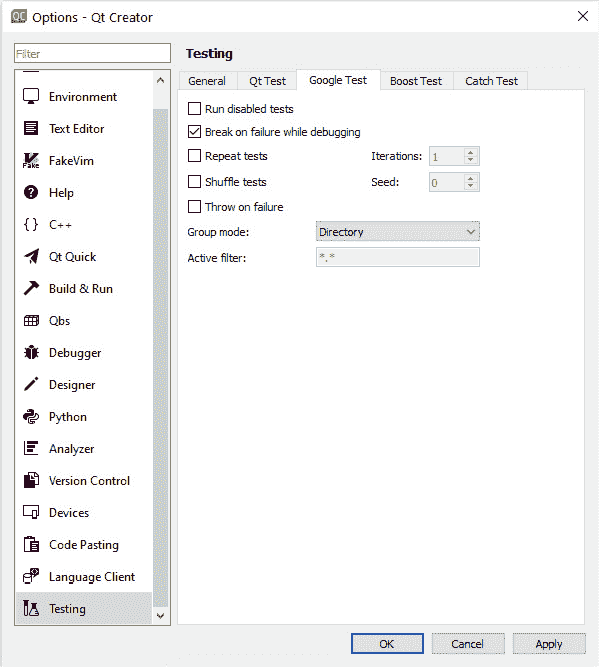 QC
Options - Qt Creator
Filter
Environment
Text Editor
Fake
FakeVim
Help
{} C++
Qt Quick
Build & Run
Qbs
Debugger
Designer
Python
Analyzer
Version Control
Devices
Code Pasting
Language Client
Testing
Testing
General Qt Test Google Test Boost Test Catch Test
Run disabled tests
Break on failure while debugging
Repeat tests Iterations: 1
Shuffle tests Seed: 0
Throw on failure
Group mode: Directory
Active filter: *.*
OK Cancel Apply